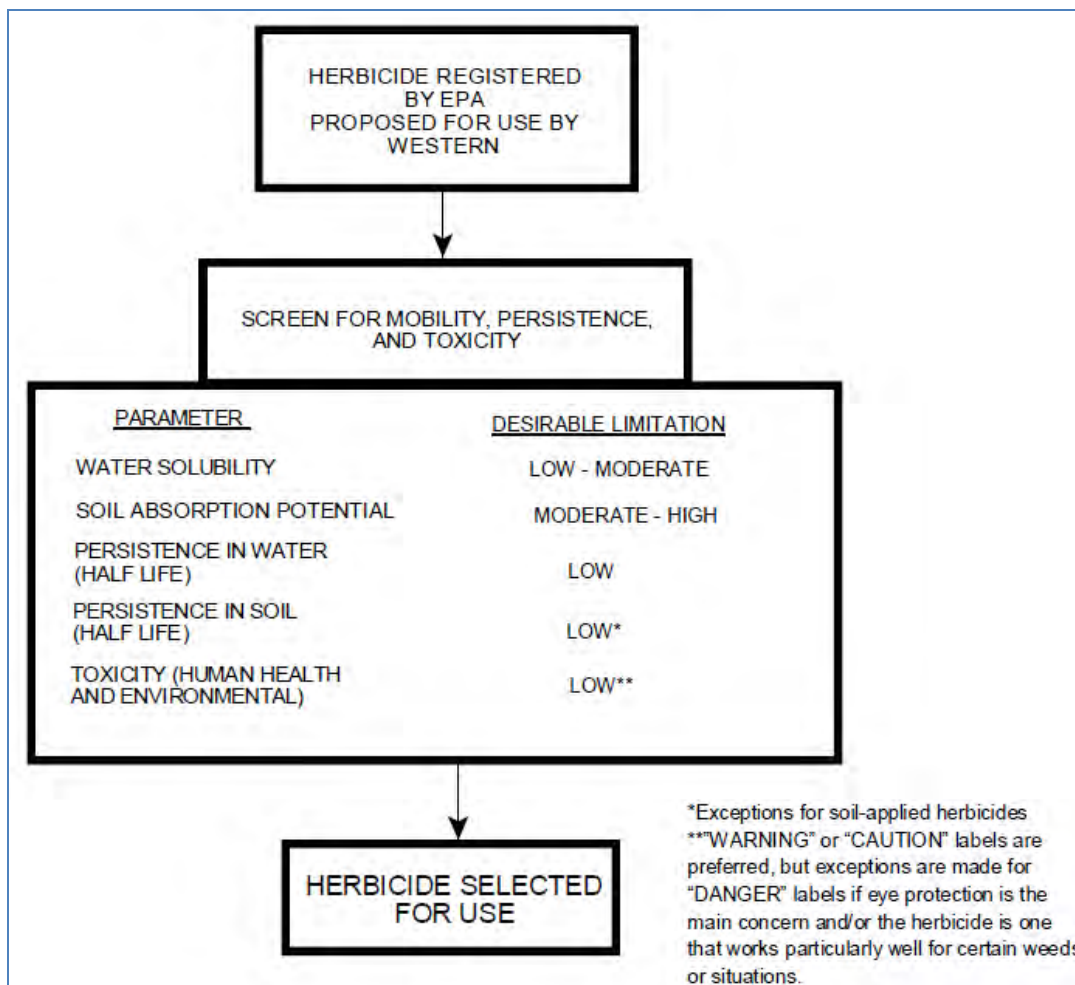 HERBICIDE REGISTERED
BY EPA
PROPOSED FOR USE BY
WESTERN
SCREEN FOR MOBILITY, PERSISTENCE,
AND TOXICITY
PARAMETER
DESIRABLE LIMITATION
WATER SOLUBILITY
LOW - MODERATE
SOIL ABSORPTION POTENTIAL
MODERATE - HIGH
PERSISTENCE IN WATER
(HALF LIFE)
LOW
PERSISTENCE IN SOIL
(HALF LIFE)
LOW*
TOXICITY (HUMAN HEALTH
AND ENVIRONMENTAL)
LOW**
HERBICIDE SELECTED
FOR USE
*Exceptions for soil-applied herbicides
**"WARNING" or “CAUTION” labels are
preferred, but exceptions are made for
“DANGER” labels if eye protection is the
main concern and/or the herbicide is one
that works particularly well for certain weeds
or situations.